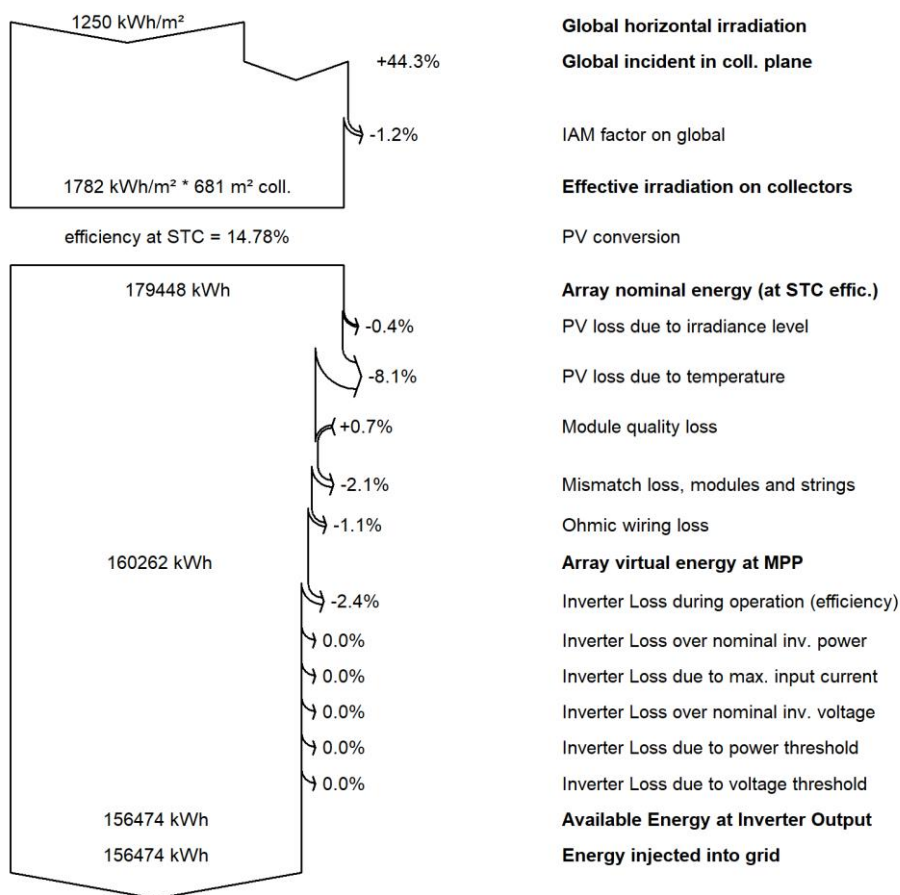 1250 kWh/m² Global horizontal irradiation
+44.3% Global incident in coll. plane
-1.2% IAM factor on global
1782 kWh/m² * 681 m² coll. Effective irradiation on collectors
efficiency at STC = 14.78% PV conversion
179448 kWh Array nominal energy (at STC effic.)
-0.4% PV loss due to irradiance level
-8.1% PV loss due to temperature
+0.7% Module quality loss
-2.1% Mismatch loss, modules and strings
-1.1% Ohmic wiring loss
160262 kWh Array virtual energy at MPP
-2.4% Inverter Loss during operation (efficiency)
0.0% Inverter Loss over nominal inv. power
0.0% Inverter Loss due to max. input current
0.0% Inverter Loss over nominal inv. voltage
0.0% Inverter Loss due to power threshold
0.0% Inverter Loss due to voltage threshold
156474 kWh Available Energy at Inverter Output
156474 kWh Energy injected into grid